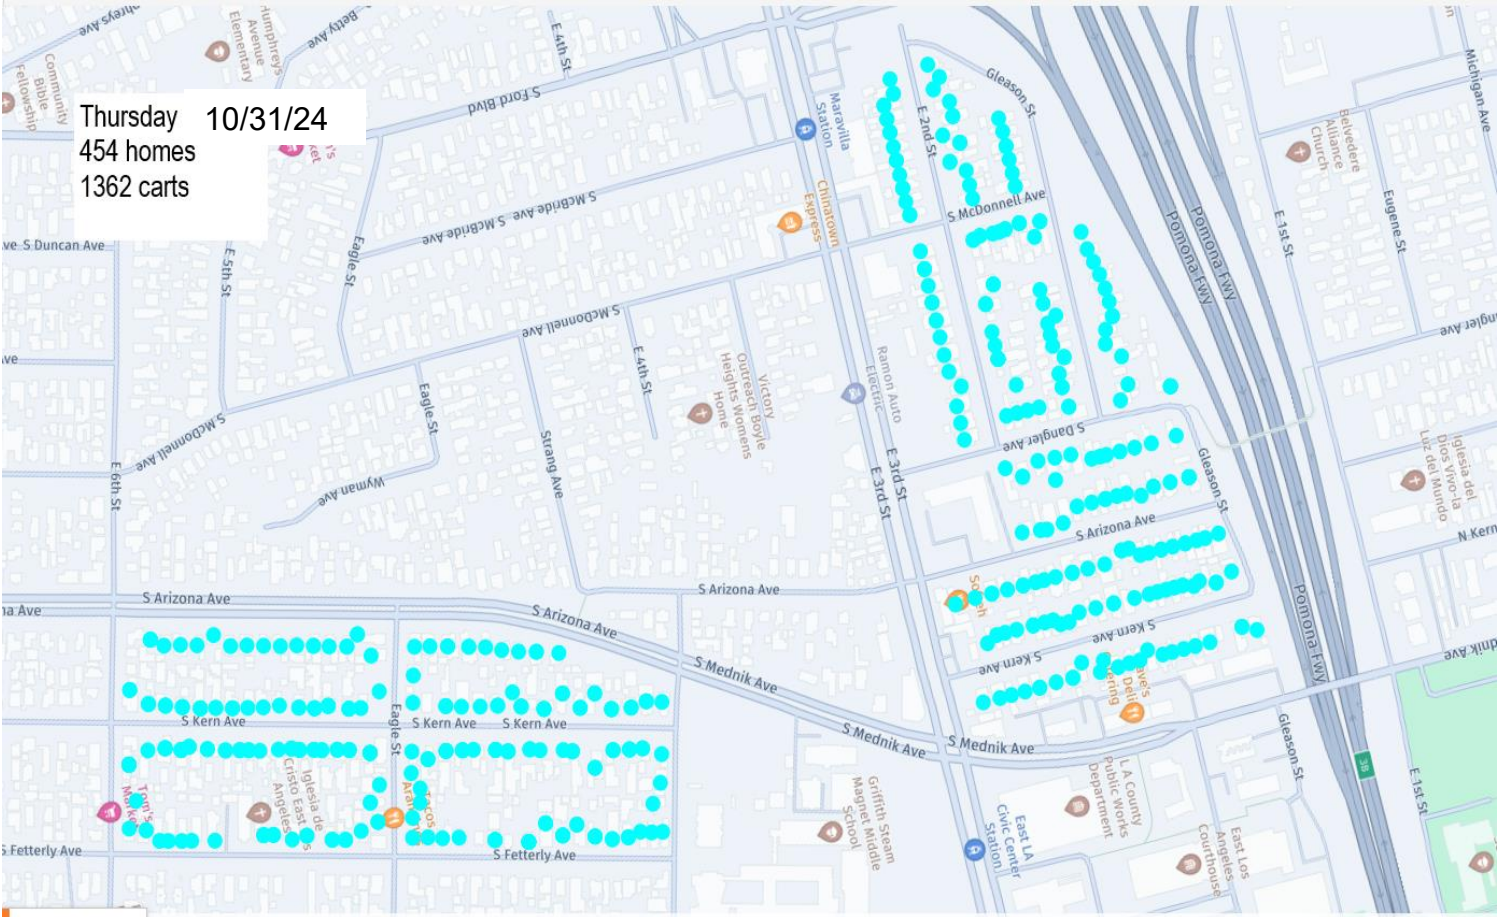 Humphreys Ave
Betty Ave
Humphreys
Avenue
Elementary
E 4th St
Community
Bible
Fellowship
Thursday 10/31/24
454 homes
1362 carts
S Ford Blvd
Maravilla
Station
E 2nd St
Gleason St
Michigan Ave
Belvedere
Alliance
Church
S McBride Ave
S McBride Ave
Chinatown
Express
S McDonnell Ave
Pomona Fwy
Pomona Fwy
E 1st St
Eugene St
ve S Duncan Ave
E 5th St
Eagle St
S McDonnell Ave
ve
E 4th St
Victory
Outreach Boyle
Heights Womens
Home
Ramon Auto
Electric
Eagle St
S McDonnell Ave
Strang Ave
Wyman Ave
E 6th St
E 3rd St
E 3rd St
S Dangler Ave
Gleason St
Iglesia del
Dios Vivo-la
Luz del Mundo
N Kern
S Arizona Ave
S Arizona Ave
na Ave
S Arizona Ave
S Arizona Ave
S Kern Ave
S Kern Ave
Pomona Fwy
S Mednik Ave
S Kern Ave
Eagle St
S Kern Ave
S Kern Ave
S Mednik Ave
S Mednik Ave
Gleason St
38
E 1st St
Tom's
Market
Iglesia de
Cristo East
Angeles
Tacos
Griffith Steam
Magnet Middle
School
L A County
Public Works
Department
East LA
Civic Center
Station
East Los
Angeles
Courthouse
S Fetterly Ave
S Fetterly Ave